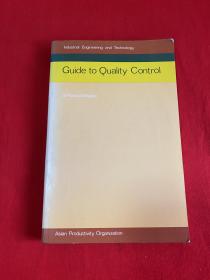 Industrial Engineering and Technology
Guide to Quality Control
Asian Productivity Organization